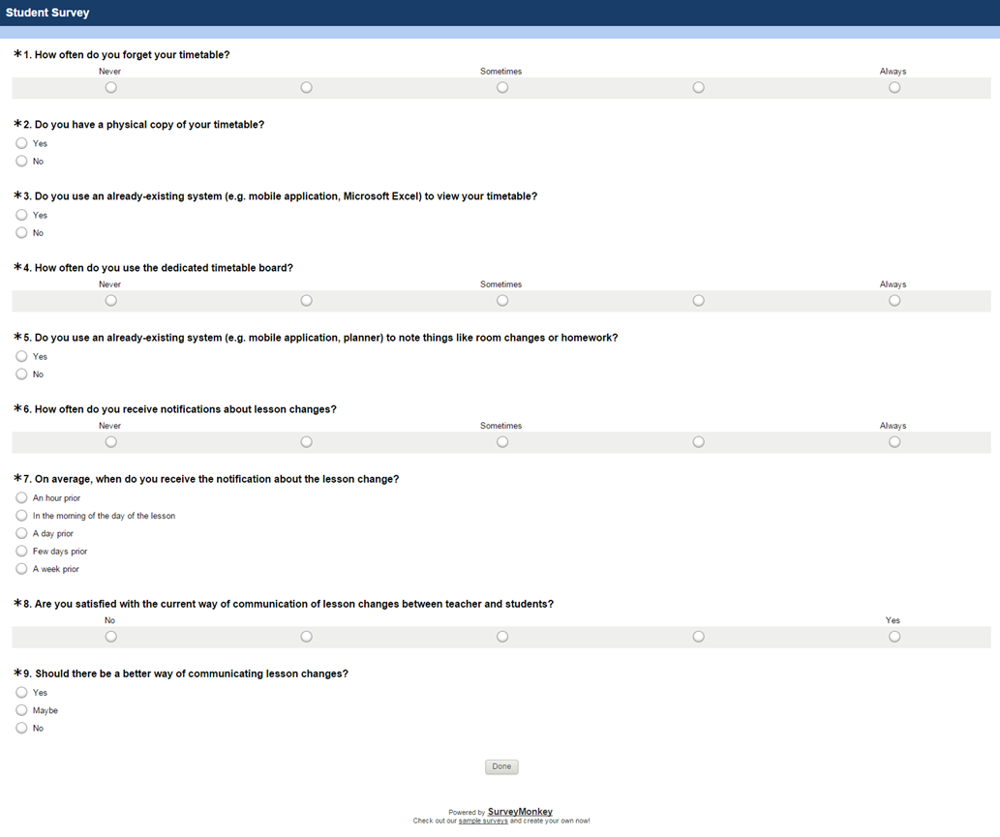 Student Survey
*1. How often do you forget your timetable?
Never Sometimes Always
*2. Do you have a physical copy of your timetable?
Yes
No
*3. Do you use an already-existing system (e.g. mobile application, Microsoft Excel) to view your timetable?
Yes
No
*4. How often do you use the dedicated timetable board?
Never Sometimes Always
*5. Do you use an already-existing system (e.g. mobile application, planner) to note things like room changes or homework?
Yes
No
*6. How often do you receive notifications about lesson changes?
Never Sometimes Always
*7. On average, when do you receive the notification about the lesson change?
An hour prior
In the morning of the day of the lesson
A day prior
Few days prior
A week prior
*8. Are you satisfied with the current way of communication of lesson changes between teacher and students?
No Yes
*9. Should there be a better way of communicating lesson changes?
Yes
Maybe
No
Done
Powered by SurveyMonkey
Check out our sample surveys and create your own now!